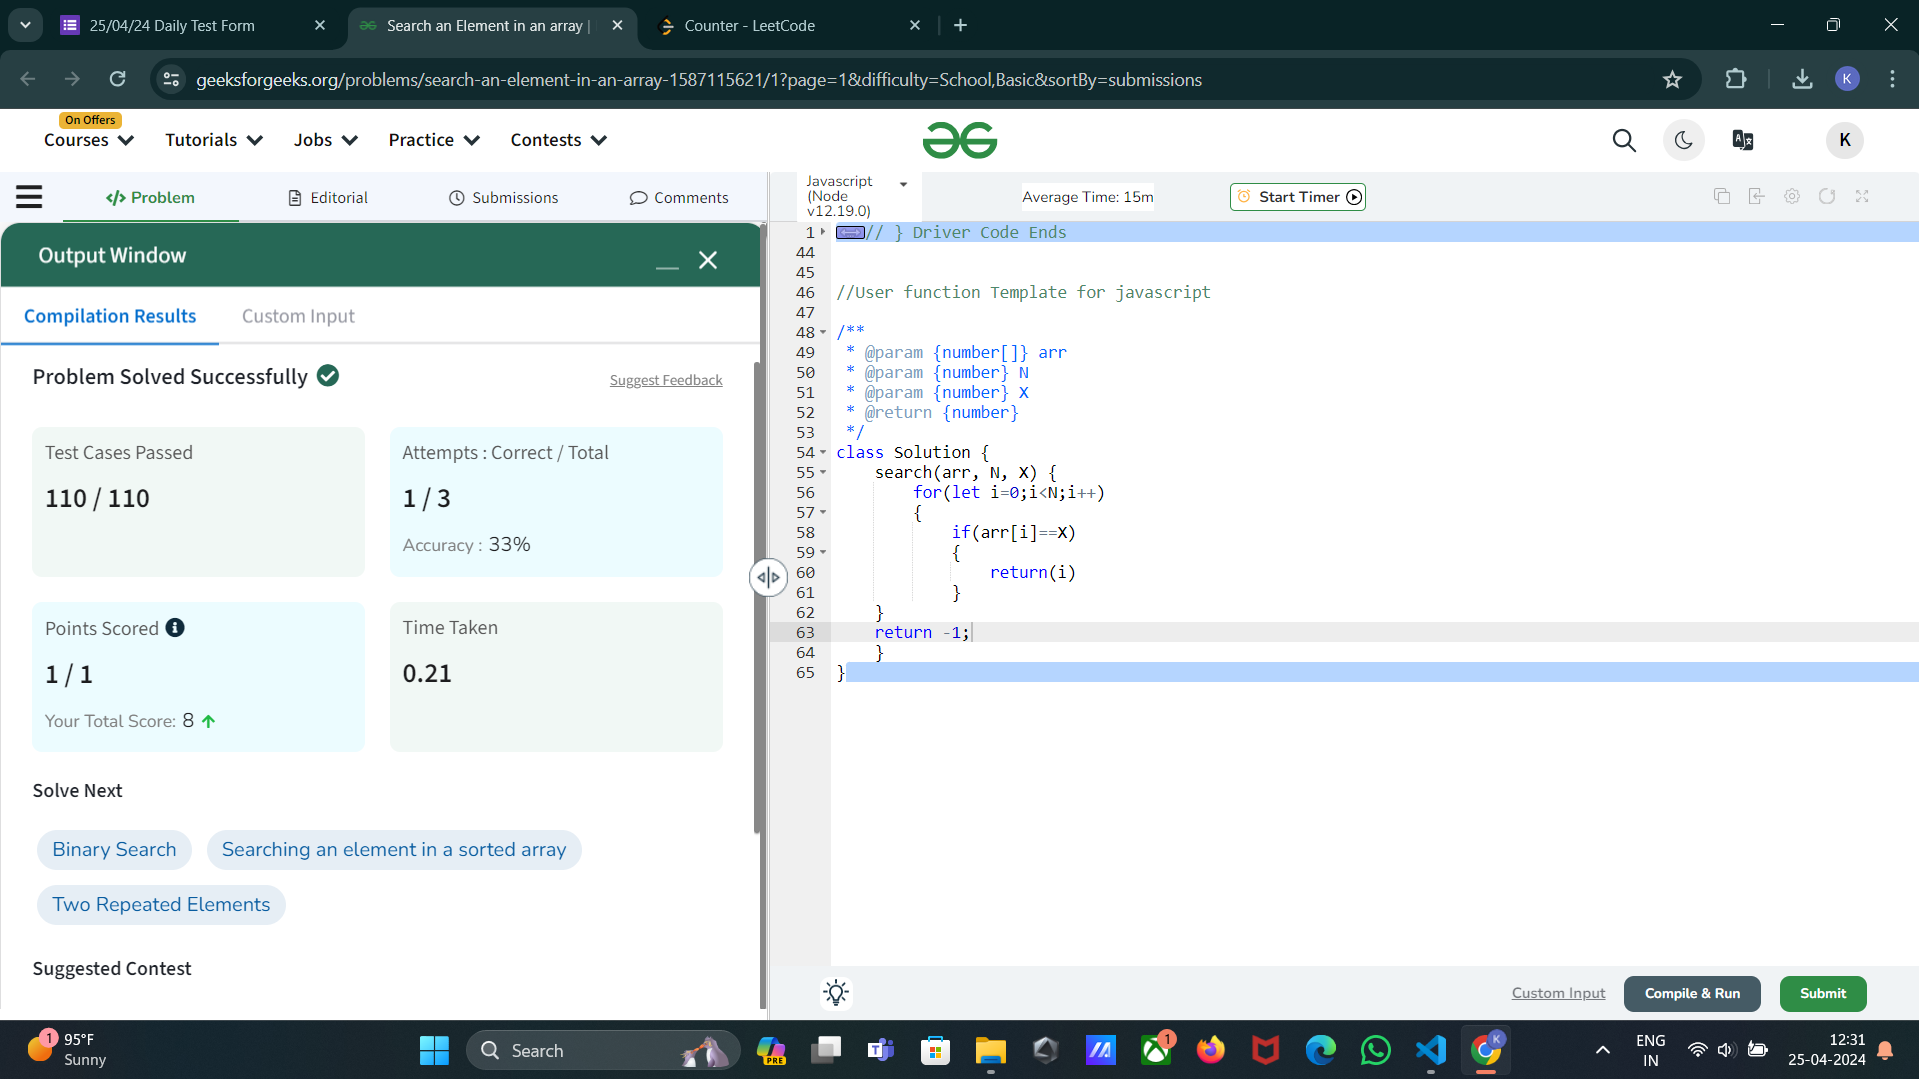 25/04/24 Daily Test Form
Search an Element in an array |
Counter - LeetCode
geeksforgeeks.org/problems/search-an-element-in-an-array-1587115621/1?page=1&difficulty=School,Basic&sortBy=submissions
K
On Offers
Courses
Tutorials
Jobs
Practice
Contests
K
Problem
Editorial
Submissions
Comments
Javascript
(Node
v12.19.0)
Average Time: 15m
Start Timer
Output Window
Compilation Results
Custom Input
Problem Solved Successfully
Suggest Feedback
Test Cases Passed
110 / 110
Attempts : Correct / Total
1 / 3
Accuracy : 33%
Points Scored
1 / 1
Your Total Score: 8
Time Taken
0.21
Solve Next
Binary Search
Searching an element in a sorted array
Two Repeated Elements
Suggested Contest
1 // } Driver Code Ends
44
45
46 //User function Template for javascript
47
48 /**
49 * @param {number[]} arr
50 * @param {number} N
51 * @param {number} X
52 * @return {number}
53 */
54 class Solution {
55 search(arr, N, X) {
56 for(let i=0;i<N;i++)
57 {
58 if(arr[i]==X)
59 {
60 return(i)
61 }
62 }
63 return -1;
64 }
65 }
Custom Input
Compile & Run
Submit
1
95°F
Sunny
Search
PRE
1
K
ENG
IN
12:31
25-04-2024